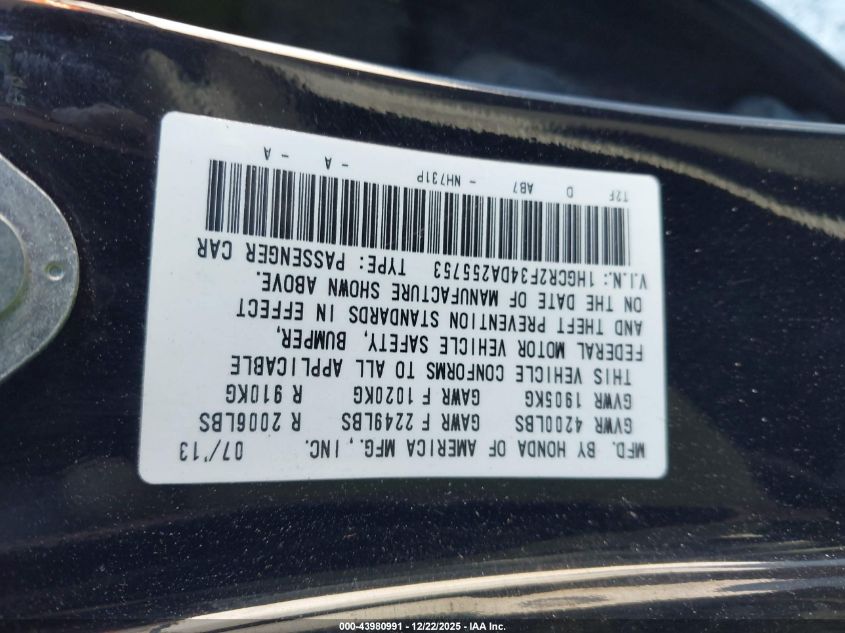 MFD. BY HONDA OF AMERICA MFG., INC. 07/'13
GVWR 4200LBS GAWR F 2249LBS R 2006LBS
GVWR 1905KG GAWR F 1020KG R 910KG
THIS VEHICLE CONFORMS TO ALL APPLICABLE
FEDERAL MOTOR VEHICLE SAFETY, BUMPER,
AND THEFT PREVENTION STANDARDS IN EFFECT
ON THE DATE OF MANUFACTURE SHOWN ABOVE.
V.I.N.: 1HGCR2F34DA255753 TYPE: PASSENGER CAR
T2F D AB7 - NH731P - A - A
000-43980991 - 12/22/2025 - IAA Inc.